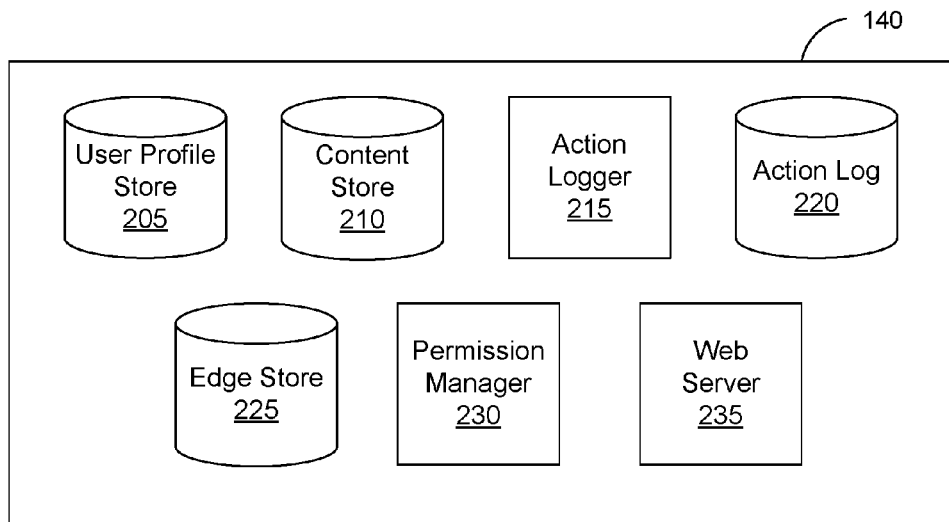 140
User Profile
Store
205
Content
Store
210
Action
Logger
215
Action Log
220
Edge Store
225
Permission
Manager
230
Web
Server
235